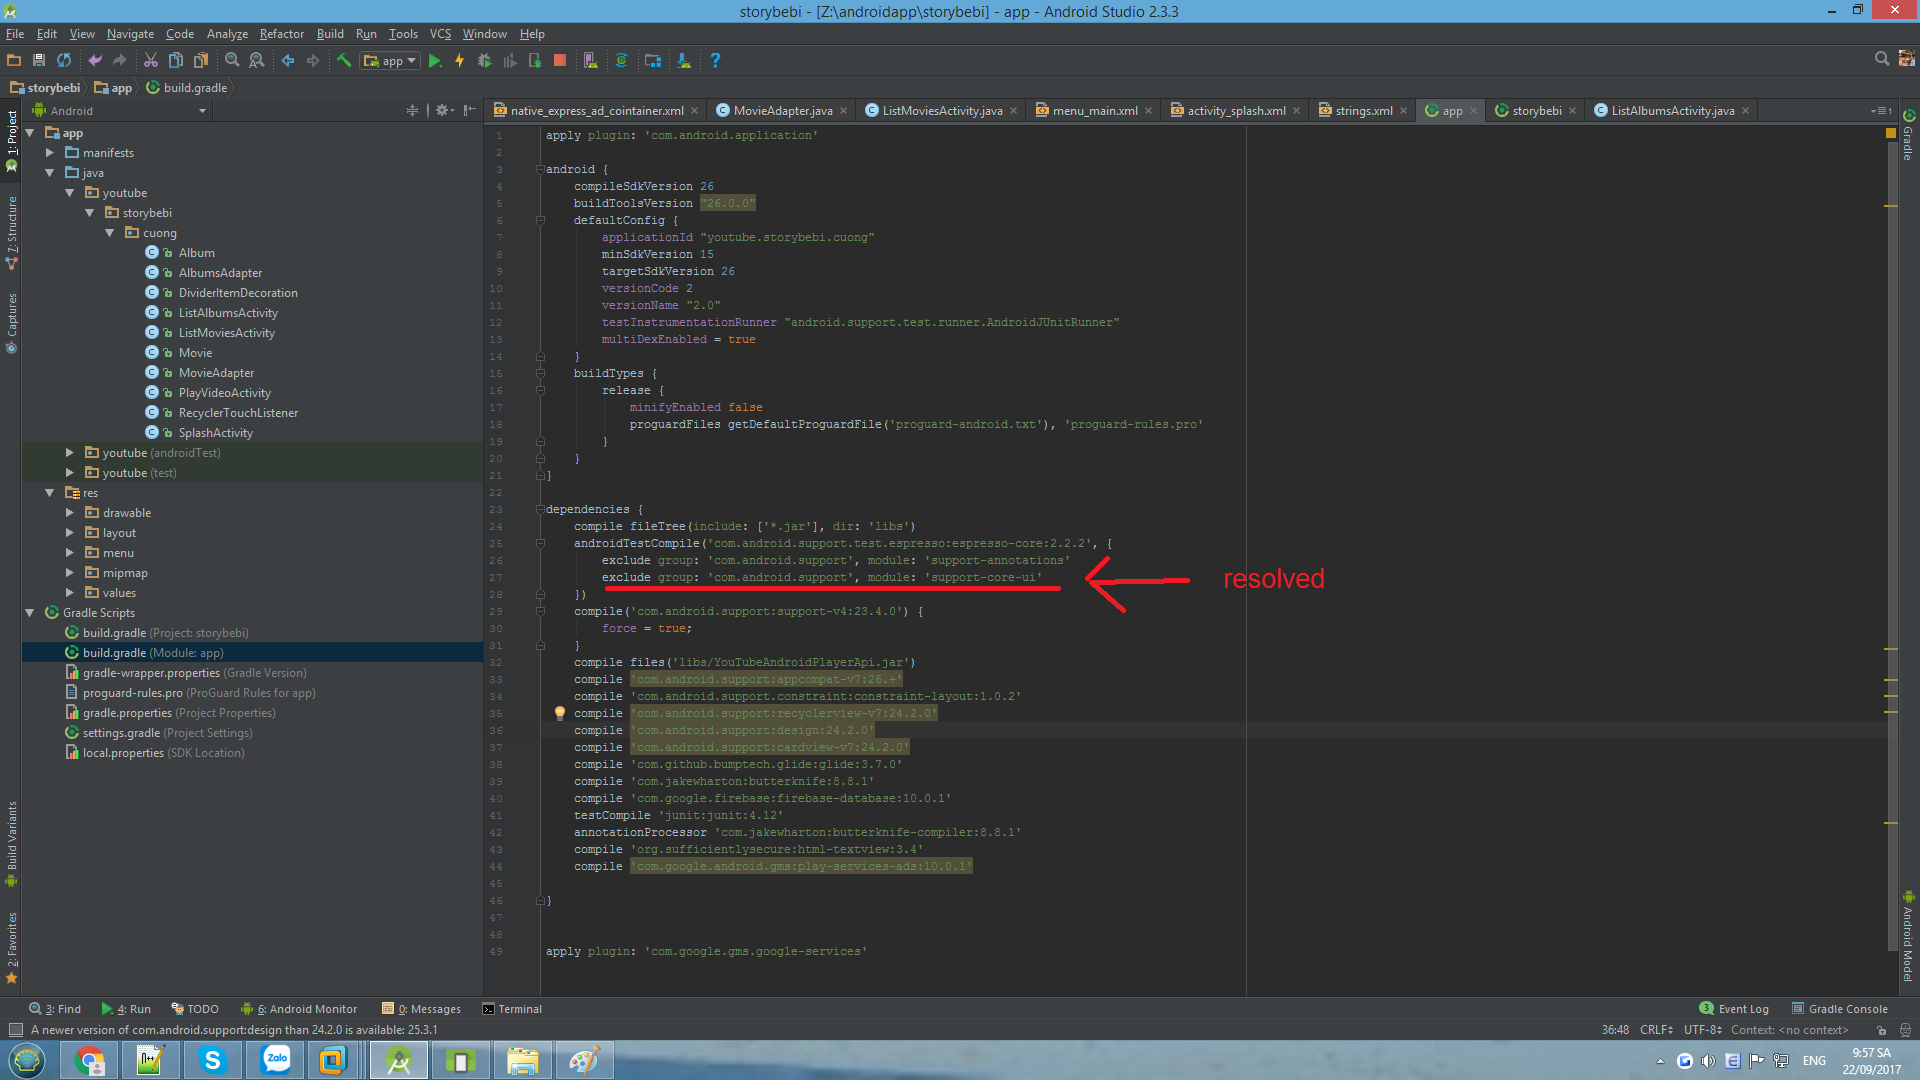 storybebi - [Z:\androidapp\storybebi] - app - Android Studio 2.3.3
File Edit View Navigate Code Analyze Refactor Build Run Tools VCS Window Help
app
storybebi app build.gradle
Android
native_express_ad_cointainer.xml MovieAdapter.java ListMoviesActivity.java menu_main.xml activity_splash.xml strings.xml app storybebi ListAlbumsActivity.java
1: Project
7: Structure
Captures
Build Variants
2: Favorites
app
manifests
java
youtube
storybebi
cuong
Album
AlbumsAdapter
DividerItemDecoration
ListAlbumsActivity
ListMoviesActivity
Movie
MovieAdapter
PlayVideoActivity
RecyclerTouchListener
SplashActivity
youtube (androidTest)
youtube (test)
res
drawable
layout
menu
mipmap
values
Gradle Scripts
build.gradle (Project: storybebi)
build.gradle (Module: app)
gradle-wrapper.properties (Gradle Version)
proguard-rules.pro (ProGuard Rules for app)
gradle.properties (Project Properties)
settings.gradle (Project Settings)
local.properties (SDK Location)
1 apply plugin: 'com.android.application'
2
3 android {
4 compileSdkVersion 26
5 buildToolsVersion "26.0.0"
6 defaultConfig {
7 applicationId "youtube.storybebi.cuong"
8 minSdkVersion 15
9 targetSdkVersion 26
10 versionCode 2
11 versionName "2.0"
12 testInstrumentationRunner "android.support.test.runner.AndroidJUnitRunner"
13 multiDexEnabled = true
14 }
15 buildTypes {
16 release {
17 minifyEnabled false
18 proguardFiles getDefaultProguardFile('proguard-android.txt'), 'proguard-rules.pro'
19 }
20 }
21 }
22
23 dependencies {
24 compile fileTree(include: ['*.jar'], dir: 'libs')
25 androidTestCompile('com.android.support.test.espresso:espresso-core:2.2.2', {
26 exclude group: 'com.android.support', module: 'support-annotations'
27 exclude group: 'com.android.support', module: 'support-core-ui'
resolved
28 })
29 compile('com.android.support:support-v4:23.4.0') {
30 force = true;
31 }
32 compile files('libs/YouTubeAndroidPlayerApi.jar')
33 compile 'com.android.support:appcompat-v7:26.+'
34 compile 'com.android.support.constraint:constraint-layout:1.0.2'
35 compile 'com.android.support:recyclerview-v7:24.2.0'
36 compile 'com.android.support:design:24.2.0'
37 compile 'com.android.support:cardview-v7:24.2.0'
38 compile 'com.github.bumptech.glide:glide:3.7.0'
39 compile 'com.jakewharton:butterknife:8.8.1'
40 compile 'com.google.firebase:firebase-database:10.0.1'
41 testCompile 'junit:junit:4.12'
42 annotationProcessor 'com.jakewharton:butterknife-compiler:8.8.1'
43 compile 'org.sufficientlysecure:html-textview:3.4'
44 compile 'com.google.android.gms:play-services-ads:10.0.1'
45
46 }
47
48
49 apply plugin: 'com.google.gms.google-services'
Gradle
Android Model
3: Find 4: Run TODO 6: Android Monitor 0: Messages Terminal 3 Event Log Gradle Console
A newer version of com.android.support:design than 24.2.0 is available: 25.3.1 36:48 CRLF UTF-8 Context: <no context>
Zalo ENG 9:57 SA
22/09/2017